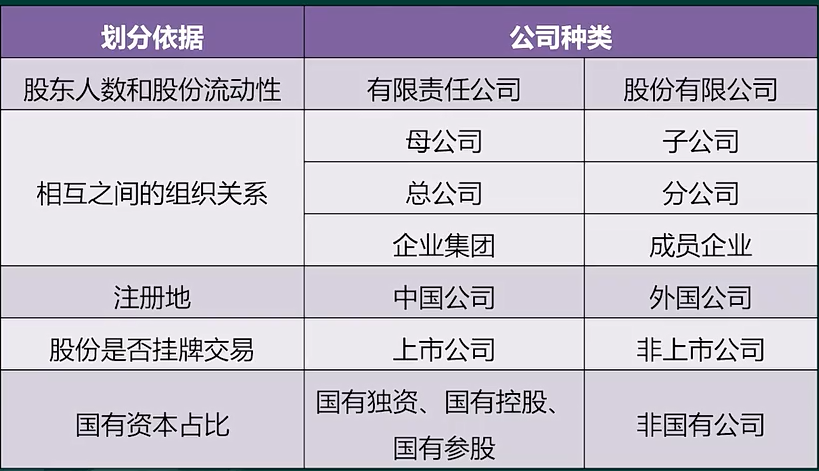 划分依据 公司种类
股东人数和股份流动性 有限责任公司 股份有限公司
母公司 子公司
相互之间的组织关系 总公司 分公司
企业集团 成员企业
注册地 中国公司 外国公司
股份是否挂牌交易 上市公司 非上市公司
国有资本占比 国有独资、国有控股、
国有参股 非国有公司